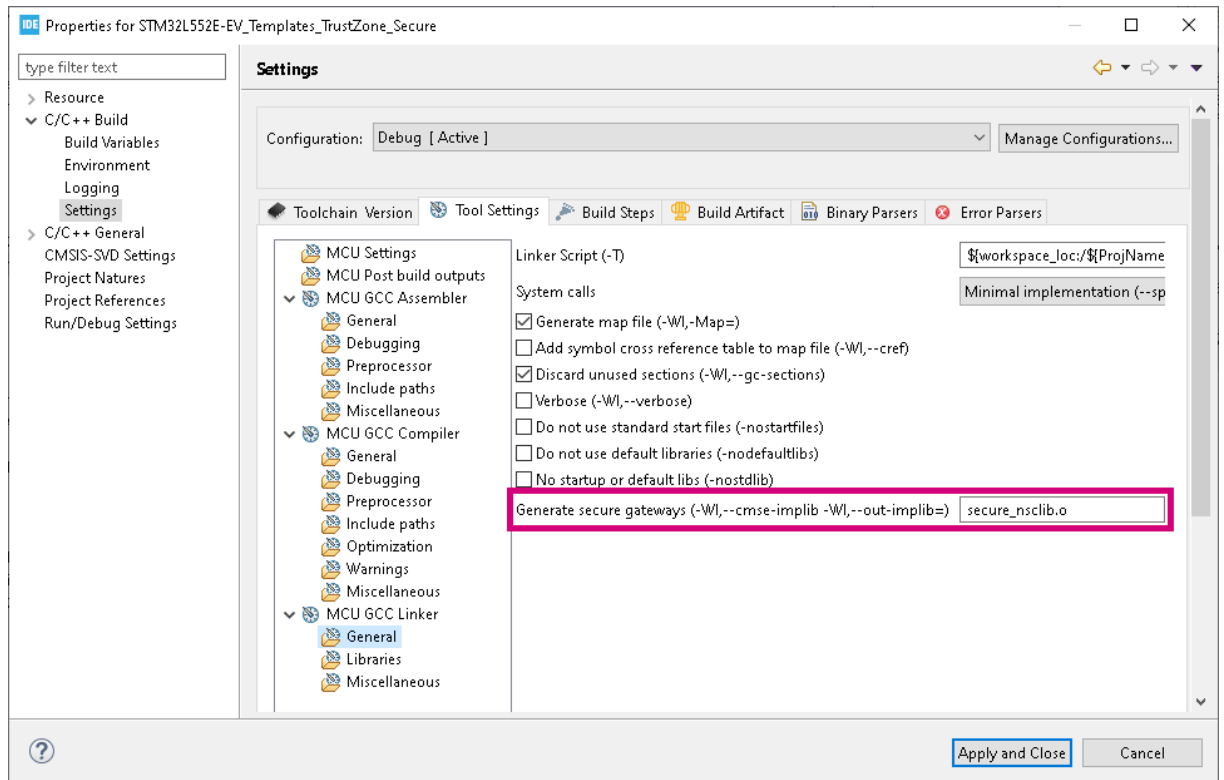 IDE Properties for STM32L552E-EV_Templates_TrustZone_Secure
type filter text
Resource
C/C++ Build
Build Variables
Environment
Logging
Settings
C/C++ General
CMSIS-SVD Settings
Project Natures
Project References
Run/Debug Settings
Settings
Configuration: Debug [ Active ] Manage Configurations...
Toolchain Version Tool Settings Build Steps Build Artifact Binary Parsers Error Parsers
MCU Settings
MCU Post build outputs
MCU GCC Assembler
General
Debugging
Preprocessor
Include paths
Miscellaneous
MCU GCC Compiler
General
Debugging
Preprocessor
Include paths
Optimization
Warnings
Miscellaneous
MCU GCC Linker
General
Libraries
Miscellaneous
Linker Script (-T) ${workspace_loc:/${ProjName
System calls Minimal implementation (--sp
Generate map file (-Wl,-Map=)
Add symbol cross reference table to map file (-Wl,--cref)
Discard unused sections (-Wl,--gc-sections)
Verbose (-Wl,--verbose)
Do not use standard start files (-nostartfiles)
Do not use default libraries (-nodefaultlibs)
No startup or default libs (-nostdlib)
Generate secure gateways (-Wl,--cmse-implib -Wl,--out-implib=) secure_nsclib.o
Apply and Close Cancel